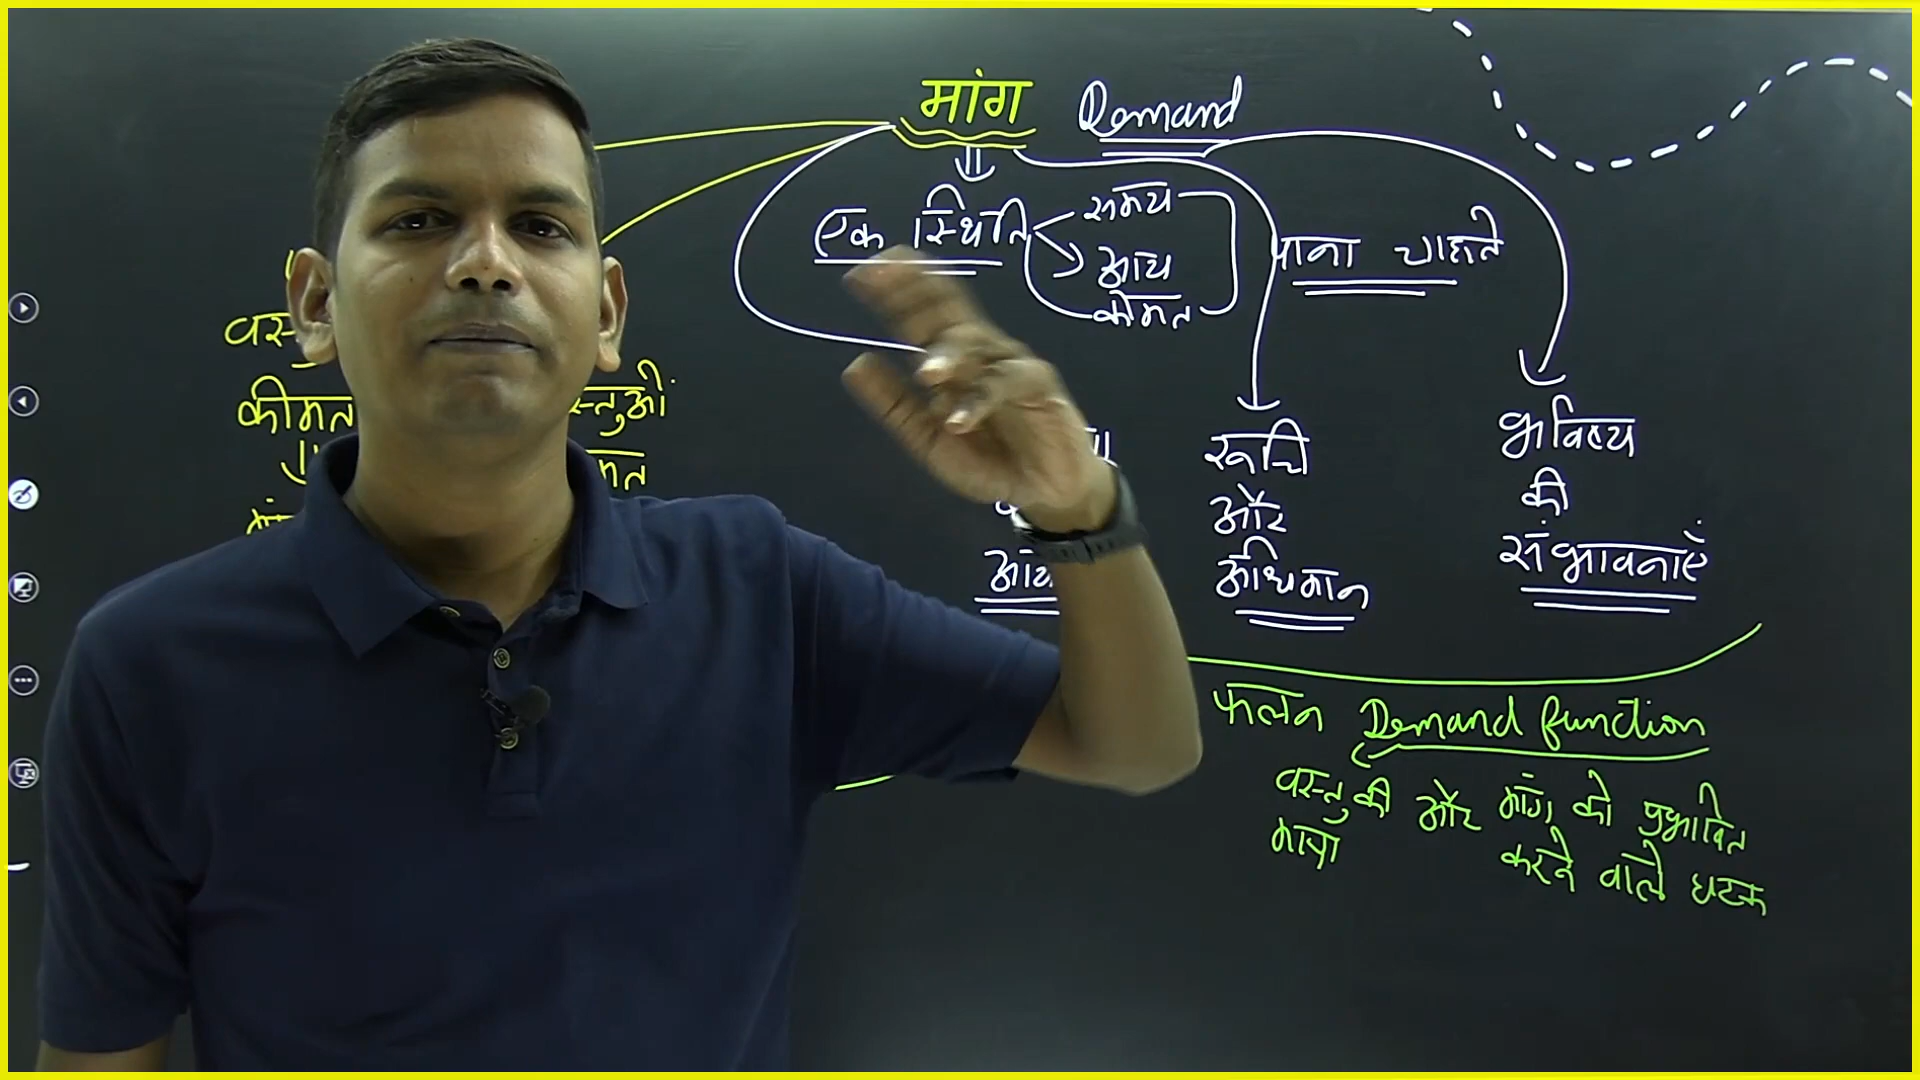 मांग Demand
एक स्थिति
समय
आय
कीमत
पाना चाहते
कीमत
आय
रूची
और
अधिमान
भविष्य
की
संभावनाएं
फलन Demand function
वस्तु की और मांग को प्रभावित
मात्रा करने वाले घटक